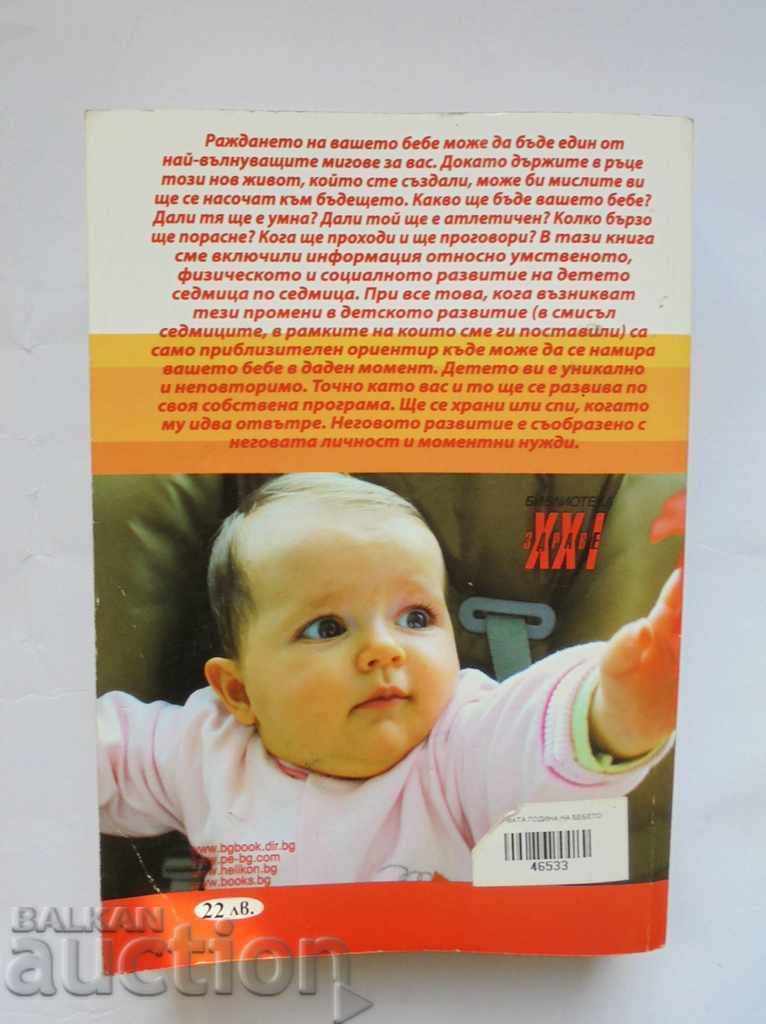 Раждането на вашето бебе може да бъде един от
най-вълнуващите мигове за вас. Докато държите в ръце
този нов живот, който сте създали, може би мислите ви
ще се насочат към бъдещето. Какво ще бъде вашето бебе?
Дали тя ще е умна? Дали той ще е атлетичен? Колко бързо
ще порасне? Кога ще проходи и ще проговори? В тази книга
сме включили информация относно умственото,
физическото и социалното развитие на детето
седмица по седмица. При все това, кога възникват
тези промени в детското развитие (в смисъл
седмиците, в рамките на които сме ги поставили) са
само приблизителен ориентир къде може да се намира
вашето бебе в даден момент. Детето ви е уникално
и неповторимо. Точно като вас и то ще се развива по
своя собствена програма. Ще се храни или спи, когато
му идва отвътре. Неговото развитие е съобразено с
неговата личност и моментни нужди.
БИБЛИОТЕКА
XXI
ЗДРАВЕ
ГОДИНА НА БЕБЕТО
46533
www.bgbook.dir.bg
www.pe-bg.com
www.helikon.bg
www.books.bg
22 лв.
BALKAN
auction